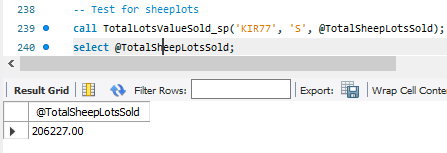 238 -- Test for sheeplots
239 call TotalLotsValueSold_sp('KIR77', 'S', @TotalSheepLotsSold);
240 select @TotalSheepLotsSold;
Result Grid Filter Rows: Export: Wrap Cell Conten
@TotalSheepLotsSold
206227.00